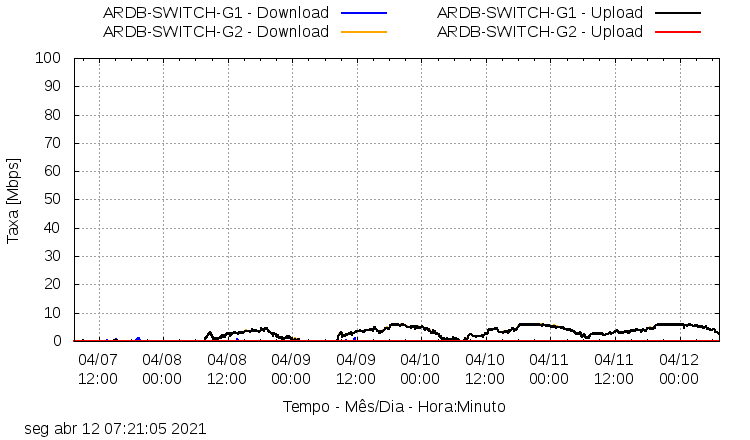 ARDB-SWITCH-G1 - Download ARDB-SWITCH-G1 - Upload
ARDB-SWITCH-G2 - Download ARDB-SWITCH-G2 - Upload
100
90
80
70
60
50
40
30
20
10
0
Taxa [Mbps]
04/07 04/08 04/08 04/09 04/09 04/10 04/10 04/11 04/11 04/12
12:00 00:00 12:00 00:00 12:00 00:00 12:00 00:00 12:00 00:00
Tempo - Mês/Dia - Hora:Minuto
seg abr 12 07:21:05 2021